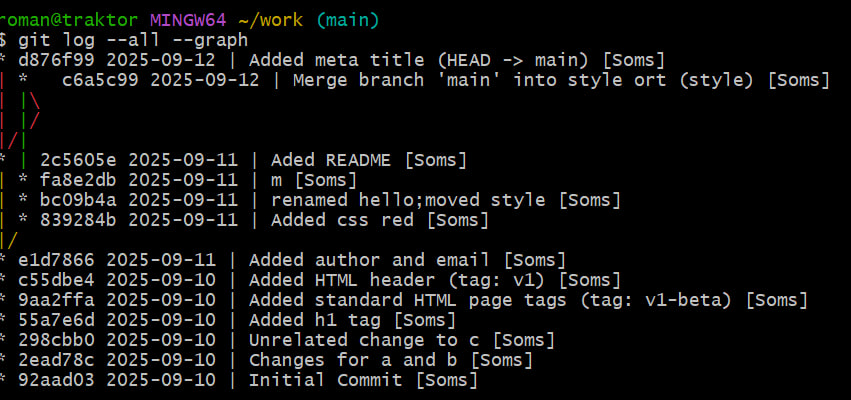 roman@traktor MINGW64 ~/work (main)
$ git log --all --graph
* d876f99 2025-09-12 | Added meta title (HEAD -> main) [Soms]
| *   c6a5c99 2025-09-12 | Merge branch 'main' into style ort (style) [Soms]
| |\
| |/
|/|
* | 2c5605e 2025-09-11 | Aded README [Soms]
| * fa8e2db 2025-09-11 | m [Soms]
| * bc09b4a 2025-09-11 | renamed hello;moved style [Soms]
| * 839284b 2025-09-11 | Added css red [Soms]
|/
* e1d7866 2025-09-11 | Added author and email [Soms]
* c55dbe4 2025-09-10 | Added HTML header (tag: v1) [Soms]
* 9aa2ffa 2025-09-10 | Added standard HTML page tags (tag: v1-beta) [Soms]
* 55a7e6d 2025-09-10 | Added h1 tag [Soms]
* 298cbb0 2025-09-10 | Unrelated change to c [Soms]
* 2ead78c 2025-09-10 | Changes for a and b [Soms]
* 92aad03 2025-09-10 | Initial Commit [Soms]